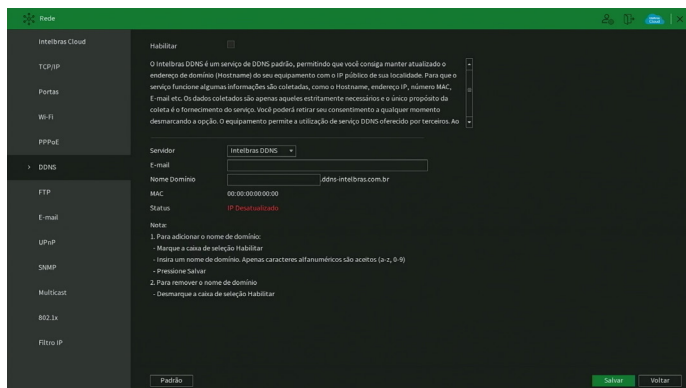 Rede
Intelbras Cloud
TCP/IP
Portas
Wi-Fi
PPPoE
DDNS
FTP
E-mail
UPnP
SNMP
Multicast
802.1x
Filtro IP
Habilitar
O Intelbras DDNS é um serviço de DDNS padrão, permitindo que você consiga manter atualizado o
endereço de domínio (Hostname) do seu equipamento com o IP público de sua localidade. Para que o
serviço funcione algumas informações são coletadas, como o Hostname, endereço IP, número MAC,
E-mail etc. Os dados coletados são apenas aqueles estritamente necessários e o único propósito da
coleta é o fornecimento do serviço. Você poderá retirar seu consentimento a qualquer momento
desmarcando a opção. O equipamento permite a utilização de serviço DDNS oferecido por terceiros. Ao
Servidor Intelbras DDNS
E-mail
Nome Domínio .ddns-intelbras.com.br
MAC 00:00:00:00:00:00
Status IP Desatualizado
Nota:
1. Para adicionar o nome de domínio:
- Marque a caixa de seleção Habilitar
- Insira um nome de domínio. Apenas caracteres alfanuméricos são aceitos (a-z, 0-9)
- Pressione Salvar
2. Para remover o nome de domínio
- Desmarque a caixa de seleção Habilitar
Padrão Salvar Voltar